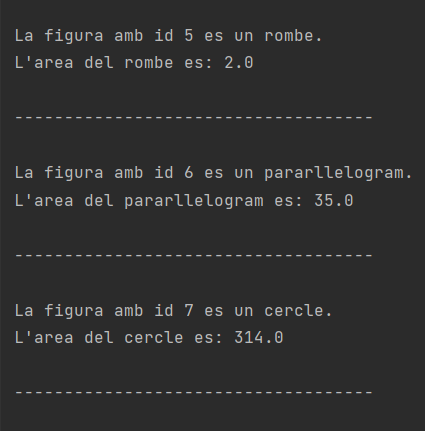 La figura amb id 5 es un rombe.
L'area del rombe es: 2.0
------------------------------------
La figura amb id 6 es un pararllelogram.
L'area del pararllelogram es: 35.0
------------------------------------
La figura amb id 7 es un cercle.
L'area del cercle es: 314.0
------------------------------------